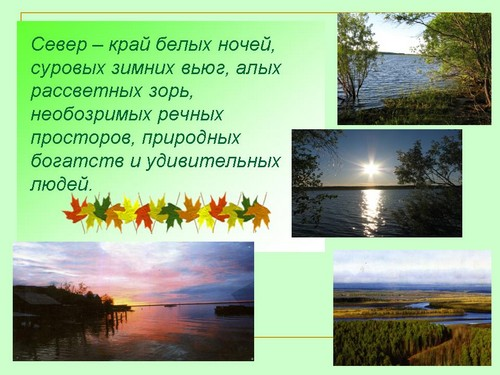 Север – край белых ночей,
суровых зимних вьюг, алых
рассветных зорь,
необозримых речных
просторов, природных
богатств и удивительных
людей.